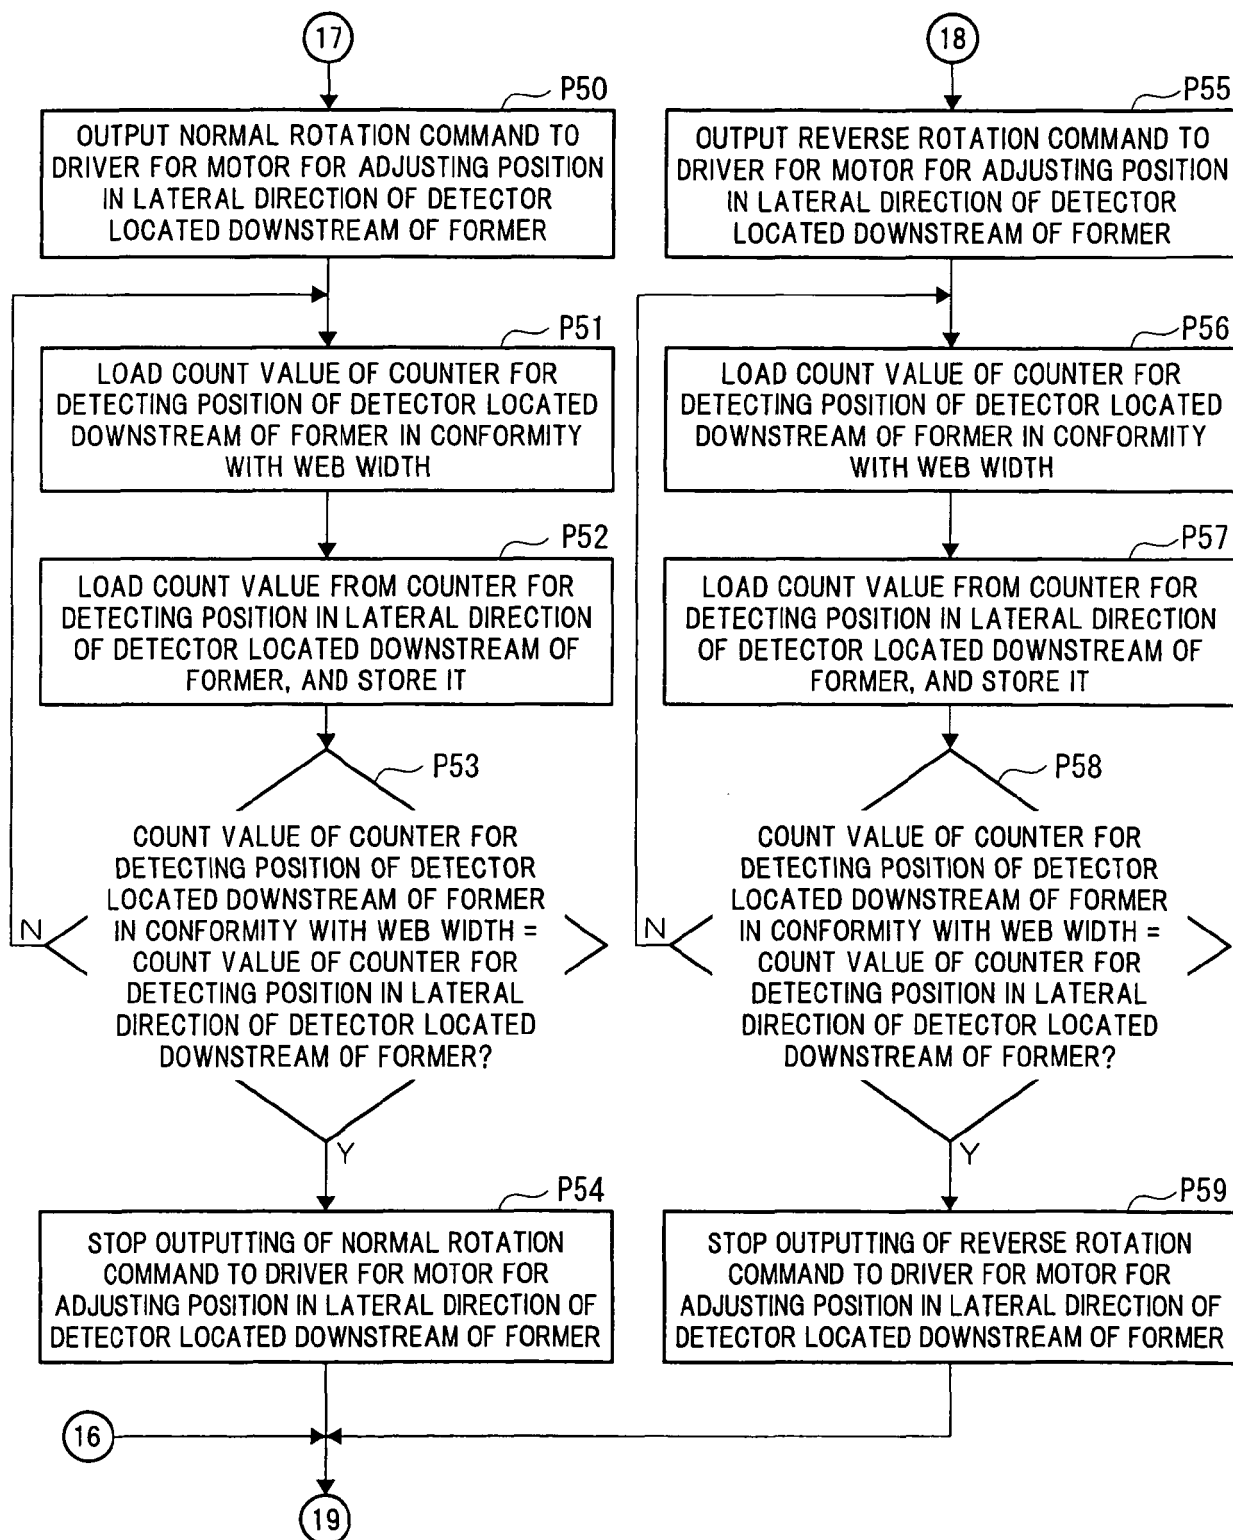 17
P50
OUTPUT NORMAL ROTATION COMMAND TO
DRIVER FOR MOTOR FOR ADJUSTING POSITION
IN LATERAL DIRECTION OF DETECTOR
LOCATED DOWNSTREAM OF FORMER
P51
LOAD COUNT VALUE OF COUNTER FOR
DETECTING POSITION OF DETECTOR LOCATED
DOWNSTREAM OF FORMER IN CONFORMITY
WITH WEB WIDTH
P52
LOAD COUNT VALUE FROM COUNTER FOR
DETECTING POSITION IN LATERAL DIRECTION
OF DETECTOR LOCATED DOWNSTREAM OF
FORMER, AND STORE IT
P53
COUNT VALUE OF COUNTER FOR
DETECTING POSITION OF DETECTOR
LOCATED DOWNSTREAM OF FORMER
IN CONFORMITY WITH WEB WIDTH =
COUNT VALUE OF COUNTER FOR
DETECTING POSITION IN LATERAL
DIRECTION OF DETECTOR LOCATED
DOWNSTREAM OF FORMER?
N
Y
P54
STOP OUTPUTTING OF NORMAL ROTATION
COMMAND TO DRIVER FOR MOTOR FOR
ADJUSTING POSITION IN LATERAL DIRECTION OF
DETECTOR LOCATED DOWNSTREAM OF FORMER
16
19
18
P55
OUTPUT REVERSE ROTATION COMMAND TO
DRIVER FOR MOTOR FOR ADJUSTING POSITION
IN LATERAL DIRECTION OF DETECTOR
LOCATED DOWNSTREAM OF FORMER
P56
LOAD COUNT VALUE OF COUNTER FOR
DETECTING POSITION OF DETECTOR LOCATED
DOWNSTREAM OF FORMER IN CONFORMITY
WITH WEB WIDTH
P57
LOAD COUNT VALUE FROM COUNTER FOR
DETECTING POSITION IN LATERAL DIRECTION
OF DETECTOR LOCATED DOWNSTREAM OF
FORMER, AND STORE IT
P58
COUNT VALUE OF COUNTER FOR
DETECTING POSITION OF DETECTOR
LOCATED DOWNSTREAM OF FORMER
IN CONFORMITY WITH WEB WIDTH =
COUNT VALUE OF COUNTER FOR
DETECTING POSITION IN LATERAL
DIRECTION OF DETECTOR LOCATED
DOWNSTREAM OF FORMER?
N
Y
P59
STOP OUTPUTTING OF REVERSE ROTATION
COMMAND TO DRIVER FOR MOTOR FOR
ADJUSTING POSITION IN LATERAL DIRECTION OF
DETECTOR LOCATED DOWNSTREAM OF FORMER